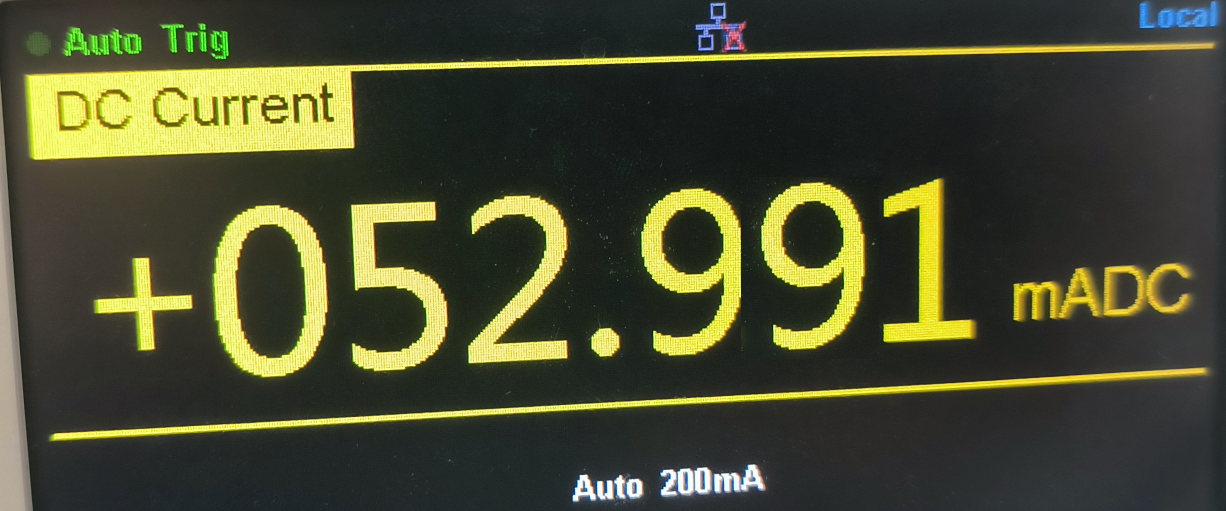 Auto Trig
Local
DC Current
+052.991 mADC
Auto 200mA